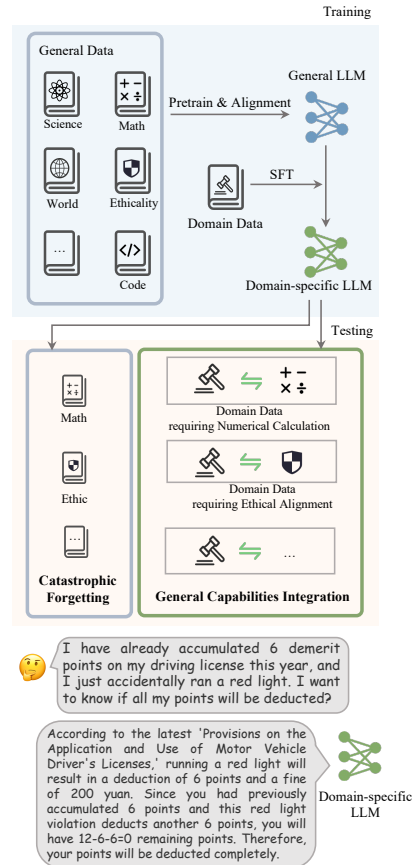 Training
General Data
General LLM
Science
Math
Pretrain & Alignment
SFT
World
Ethicality
Domain Data
...
Code
Domain-specific LLM
Testing
Math
Domain Data
requiring Numerical Calculation
Ethic
Domain Data
requiring Ethical Alignment
...
...
Catastrophic
Forgetting
General Capabilities Integration
I have already accumulated 6 demerit
points on my driving license this year, and
I just accidentally ran a red light. I want
to know if all my points will be deducted?
According to the latest 'Provisions on the
Application and Use of Motor Vehicle
Driver's Licenses,' running a red light will
result in a deduction of 6 points and a fine
of 200 yuan. Since you had previously
accumulated 6 points and this red light
violation deducts another 6 points, you will
have 12-6-6=0 remaining points. Therefore,
your points will be deducted completely.
Domain-specific
LLM